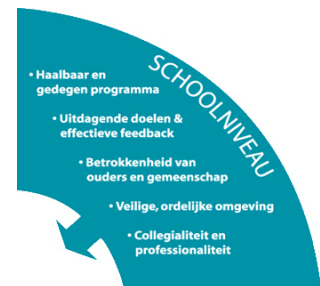 SCHOOLNIVEAU
• Haalbaar en
gedegen programma
• Uitdagende doelen &
effectieve feedback
• Betrokkenheid van
ouders en gemeenschap
• Veilige, ordelijke omgeving
• Collegialiteit en
professionaliteit